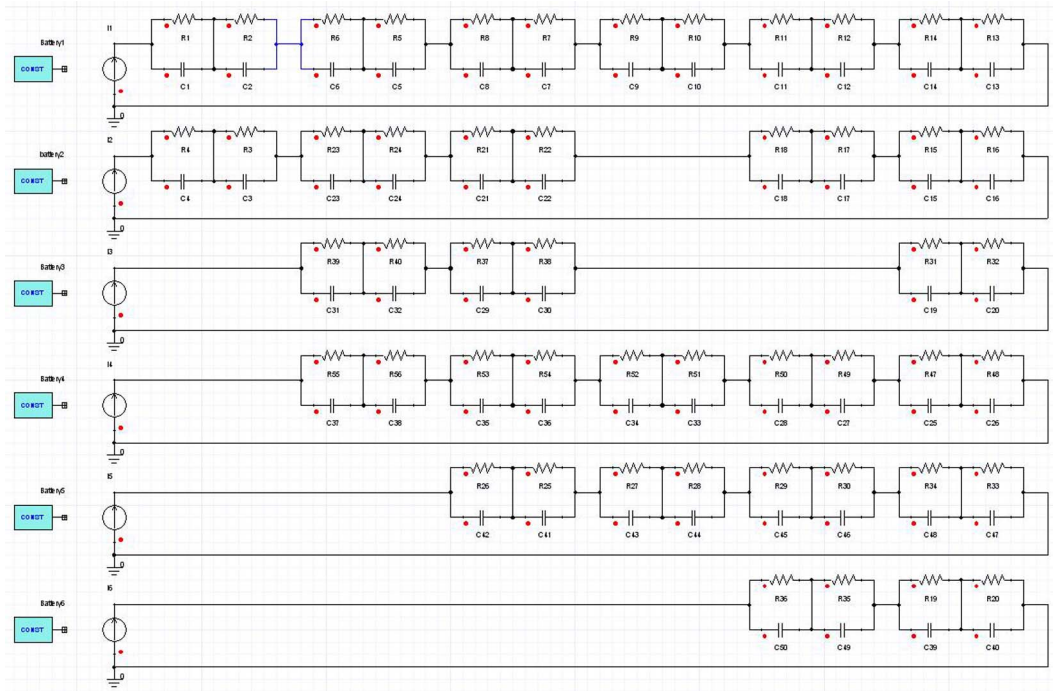 I1
R1 R2 R6 R5 R8 R7 R9 R10 R11 R12 R14 R13
Battery1
CONST
C1 C2 C6 C5 C8 C7 C9 C10 C11 C12 C14 C13
0
I2
R4 R3 R23 R24 R21 R22 R18 R17 R15 R16
battery2
CONST
C4 C3 C23 C24 C21 C22 C18 C17 C15 C16
0
I3
R39 R40 R37 R38 R31 R32
Battery3
CONST
C31 C32 C29 C30 C19 C20
0
I4
R55 R56 R53 R54 R52 R51 R50 R49 R47 R48
Battery4
CONST
C37 C38 C35 C36 C34 C33 C28 C27 C25 C26
0
I5
R26 R25 R27 R28 R29 R30 R34 R33
Battery5
CONST
C42 C41 C43 C44 C45 C46 C48 C47
0
I6
R36 R35 R19 R20
Battery6
CONST
C50 C49 C39 C40
0